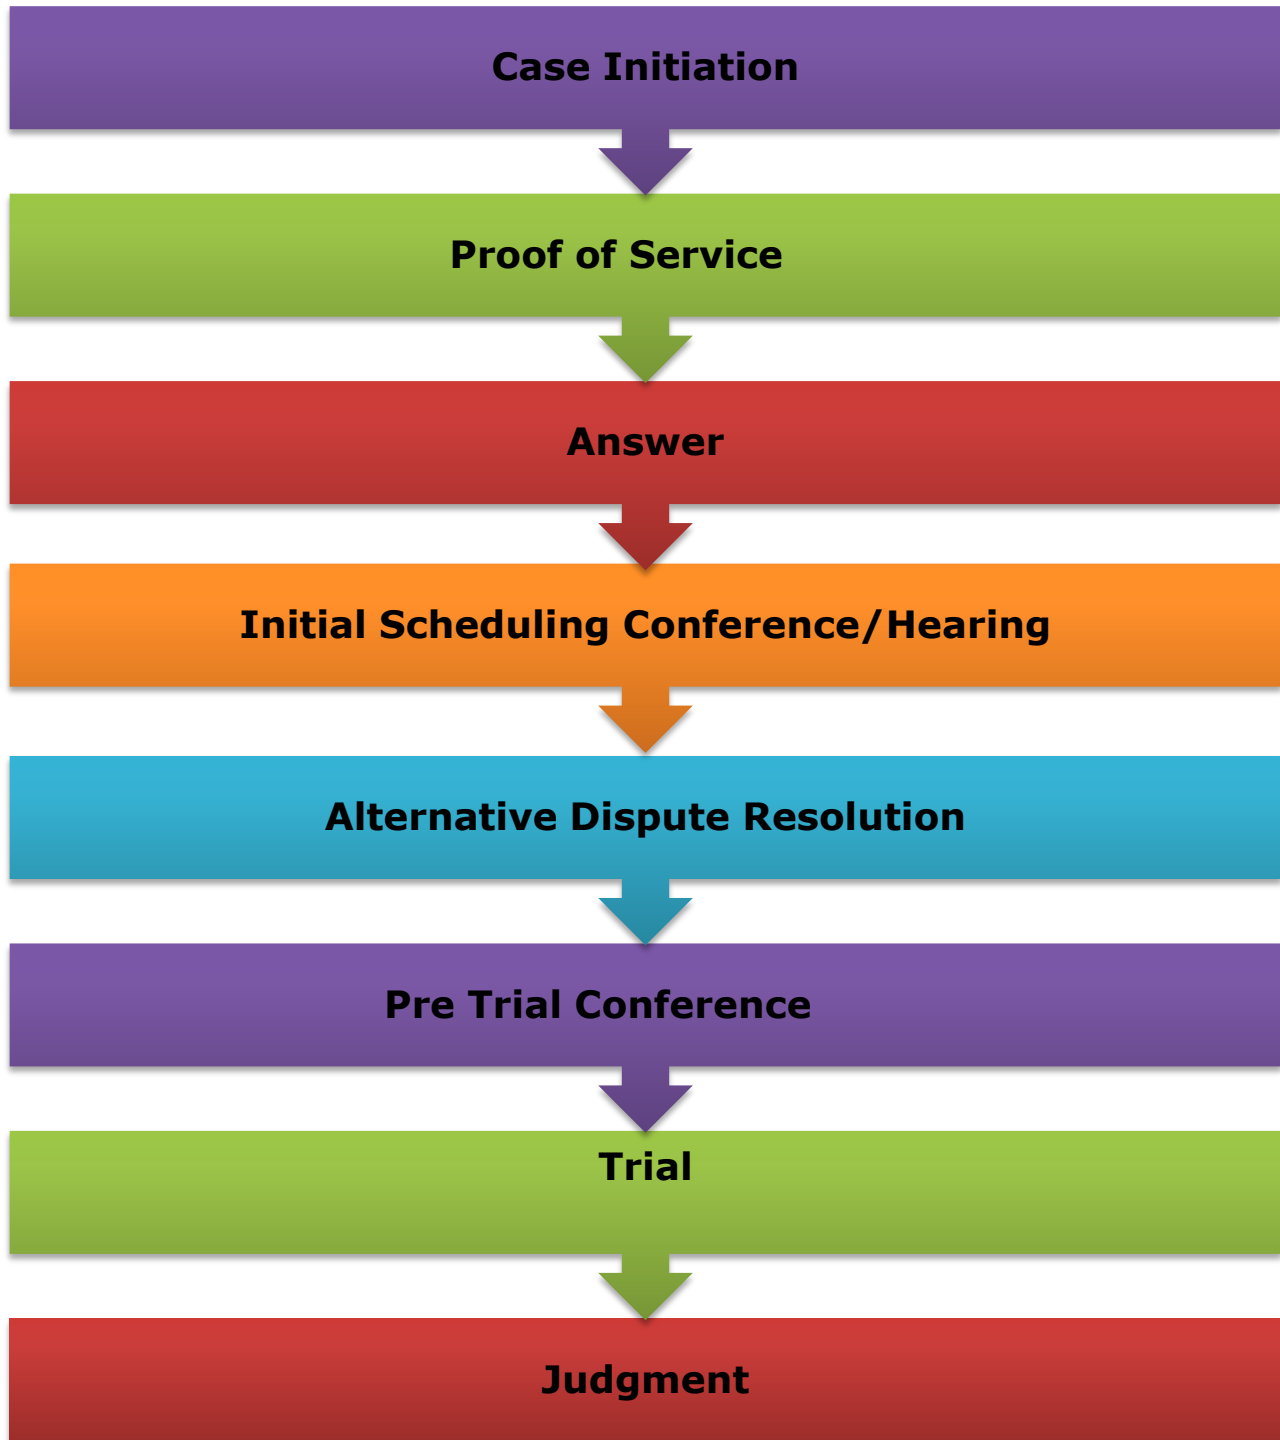 Case Initiation
Proof of Service
Answer
Initial Scheduling Conference/Hearing
Alternative Dispute Resolution
Pre Trial Conference
Trial
Judgment